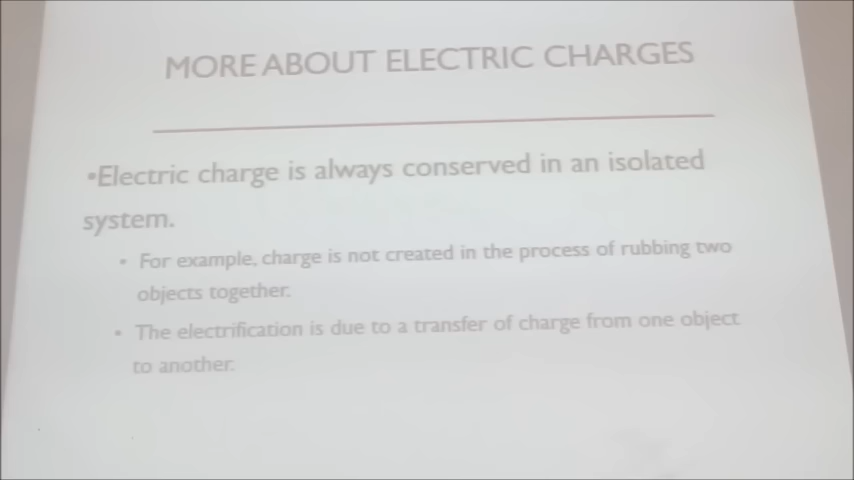 MORE ABOUT ELECTRIC CHARGES
•Electric charge is always conserved in an isolated
system.
• For example, charge is not created in the process of rubbing two
objects together.
• The electrification is due to a transfer of charge from one object
to another.